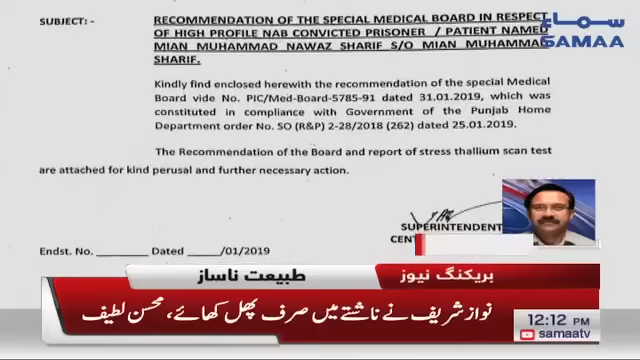 SUBJECT: -
RECOMMENDATION OF THE SPECIAL MEDICAL BOARD IN RESPECT
OF HIGH PROFILE NAB CONVICTED PRISONER / PATIENT NAMED
MIAN MUHAMMAD NAWAZ SHARIF S/O MIAN MUHAMMAD
SHARIF.
سماء
SAMAA
Kindly find enclosed herewith the recommendation of the special Medical
Board vide No. PIC/Med-Board-5785-91 dated 31.01.2019, which was
constituted in compliance with Government of the Punjab Home
Department order No. SO (R&P) 2-28/2018 (262) dated 25.01.2019.
The Recommendation of the Board and report of stress thallium scan test
are attached for kind perusal and further necessary action.
SUPERINTENDENT
CENT
Endst. No. ________ Dated _____/01/2019
بریکنگ نیوز
طبیعت ناساز
نواز شریف نے ناشتے میں صرف پھل کھائے، محسن لطیف
12:12 PM
samaatv